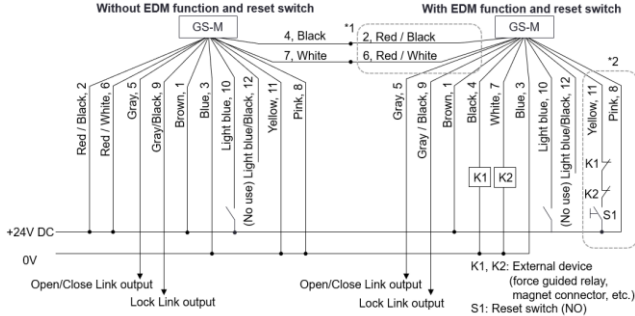 Without EDM function and reset switch
With EDM function and reset switch
GS-M
4, Black
*1
2, Red / Black
GS-M
7, White
6, Red / White
*2
Red / Black, 2
Red / White, 6
Gray, 5
Gray/Black, 9
Brown, 1
Blue, 3
Light blue, 10
(No use) Light blue/Black, 12
Yellow, 11
Pink, 8
Gray, 5
Gray / Black, 9
Brown, 1
Black, 4
White, 7
Blue, 3
Light blue, 10
(No use) Light blue/Black, 12
Yellow, 11
Pink, 8
K1
K2
K1
K2
S1
+24V DC
0V
Open/Close Link output
Lock Link output
Open/Close Link output
Lock Link output
K1, K2: External device
(force guided relay,
magnet connector, etc.)
S1: Reset switch (NO)